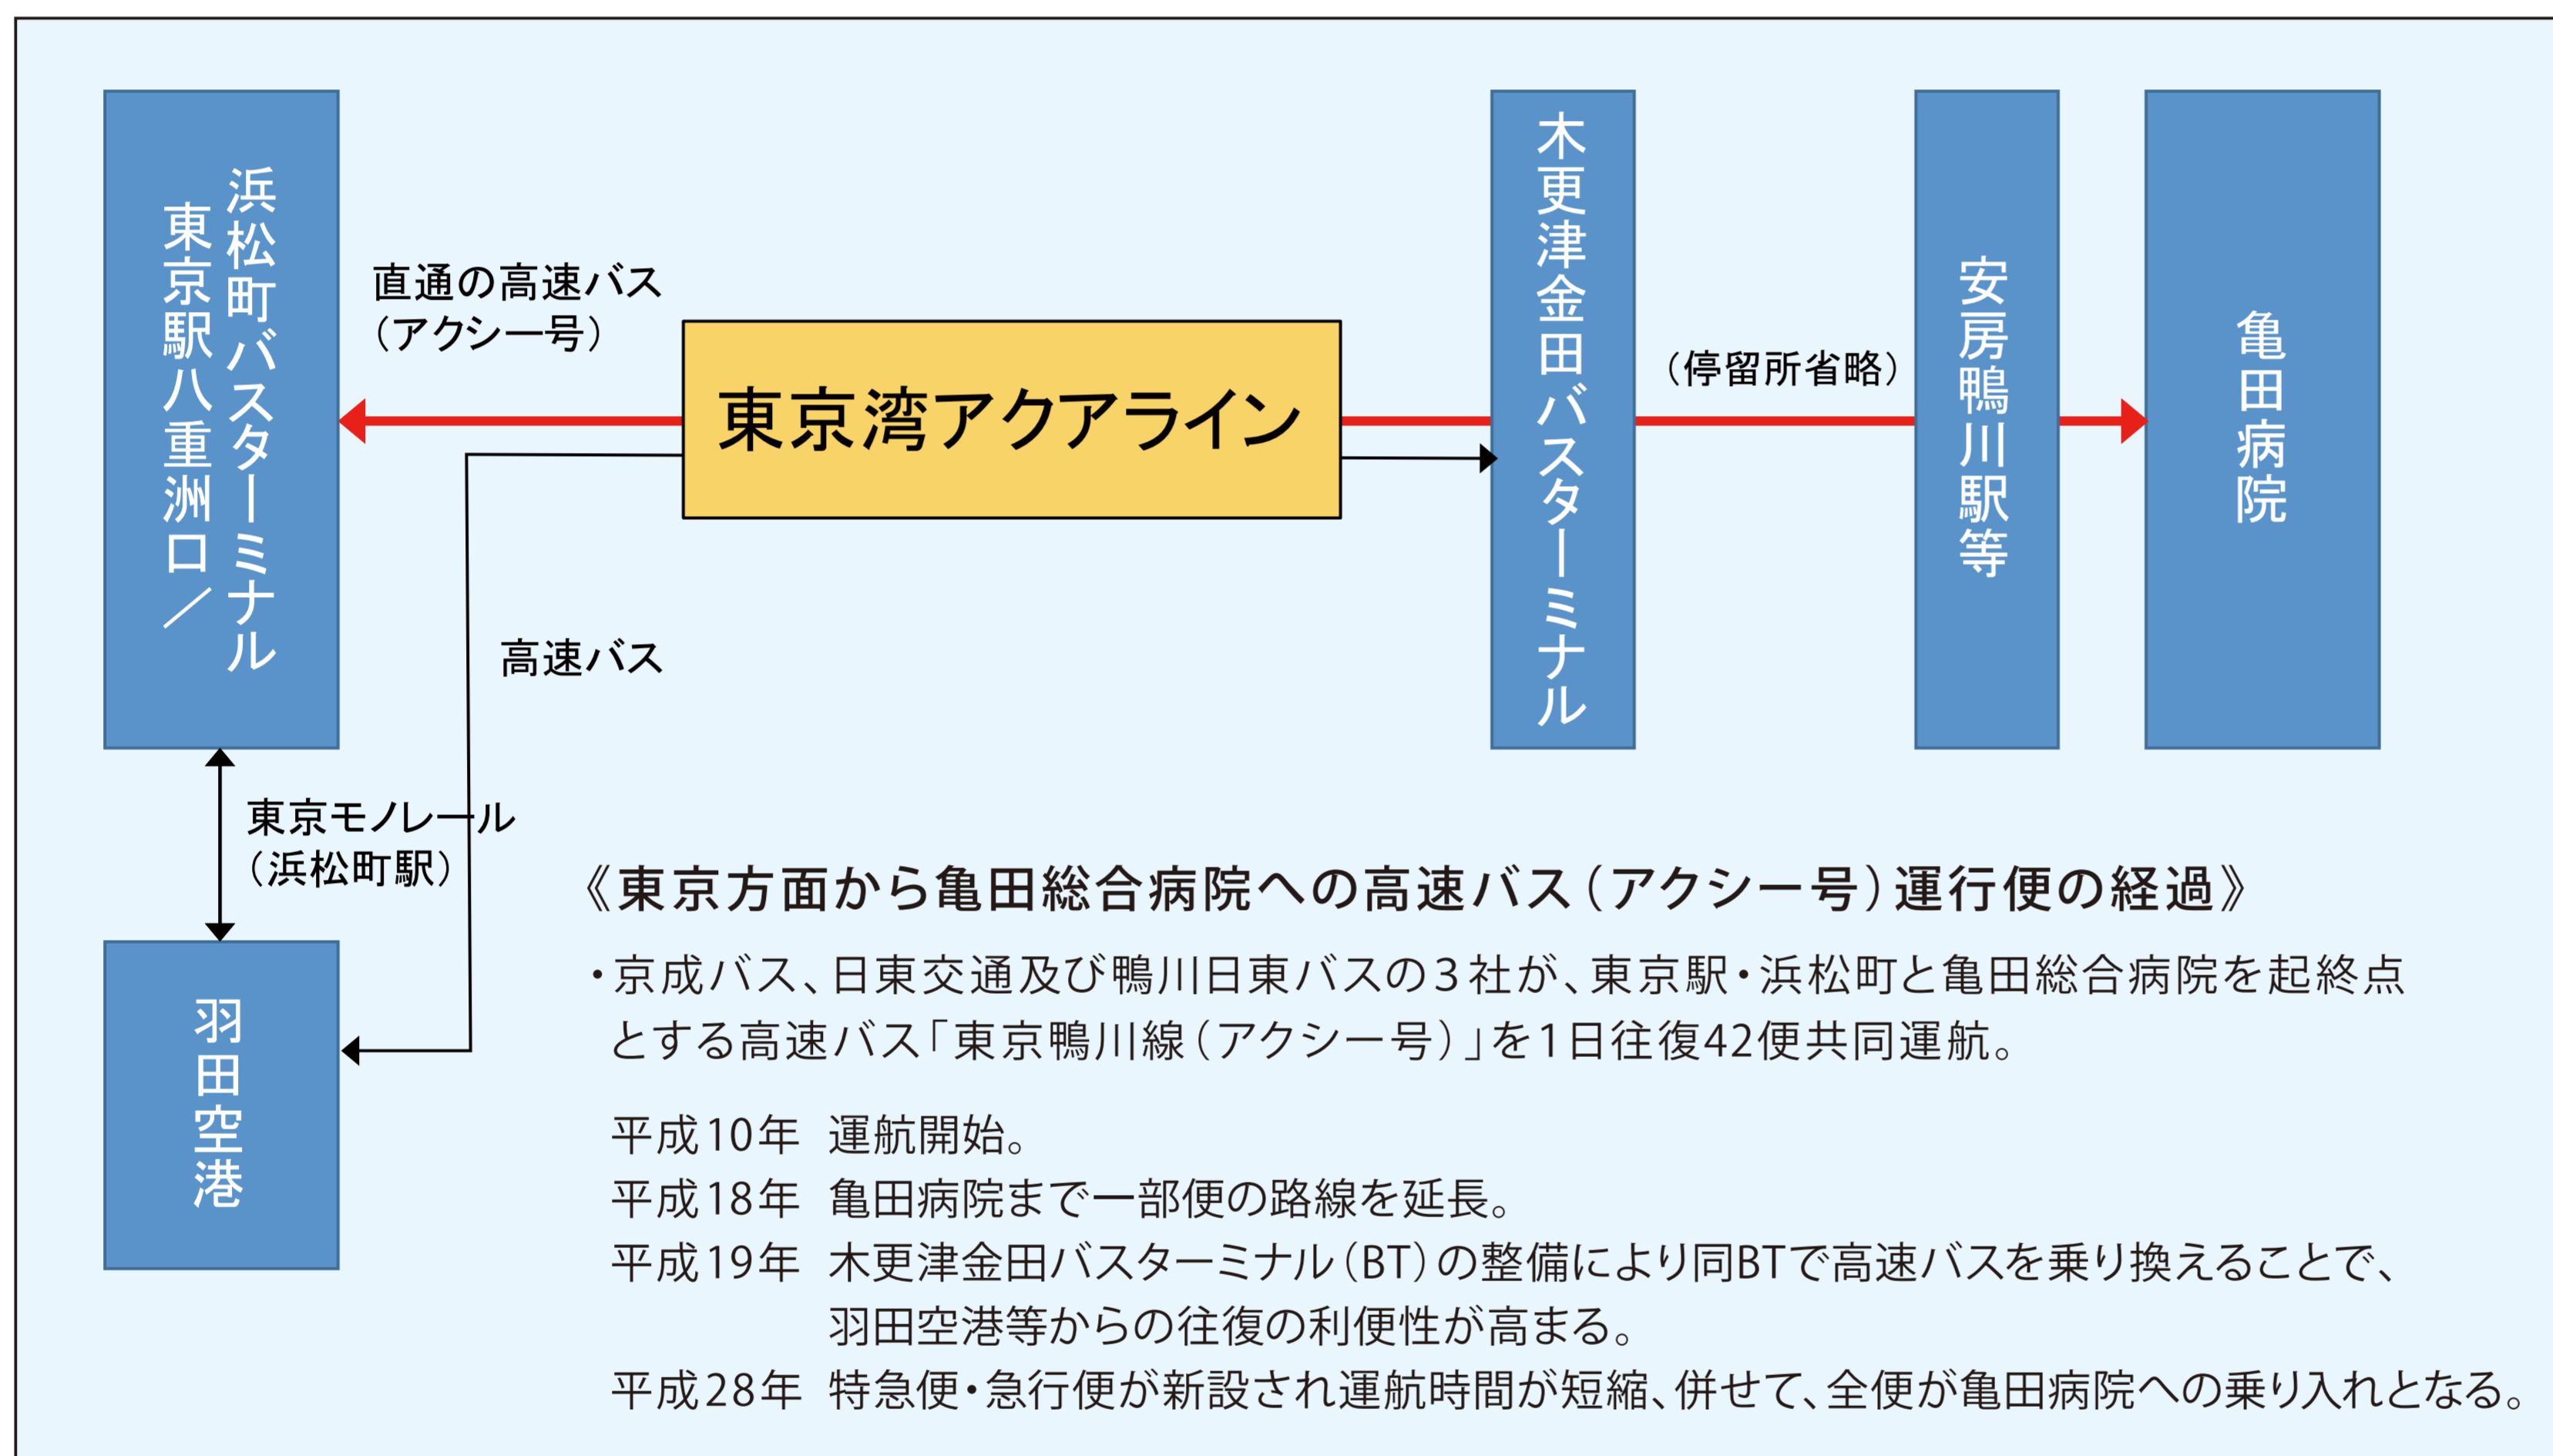 浜松町バスターミナル
東京駅八重洲口／
直通の高速バス
（アクシー号）
東京湾アクアライン
木更津金田バスターミナル
（停留所省略）
安房鴨川駅等
亀田病院
高速バス
東京モノレール
（浜松町駅）
羽田空港
《東京方面から亀田総合病院への高速バス（アクシー号）運行便の経過》
・京成バス、日東交通及び鴨川日東バスの３社が、東京駅・浜松町と亀田総合病院を起終点
とする高速バス「東京鴨川線（アクシー号）」を1日往復42便共同運航。
平成10年 運航開始。
平成18年 亀田病院まで一部便の路線を延長。
平成19年 木更津金田バスターミナル（BT）の整備により同BTで高速バスを乗り換えることで、
羽田空港等からの往復の利便性が高まる。
平成28年 特急便・急行便が新設され運航時間が短縮、併せて、全便が亀田病院への乗り入れとなる。